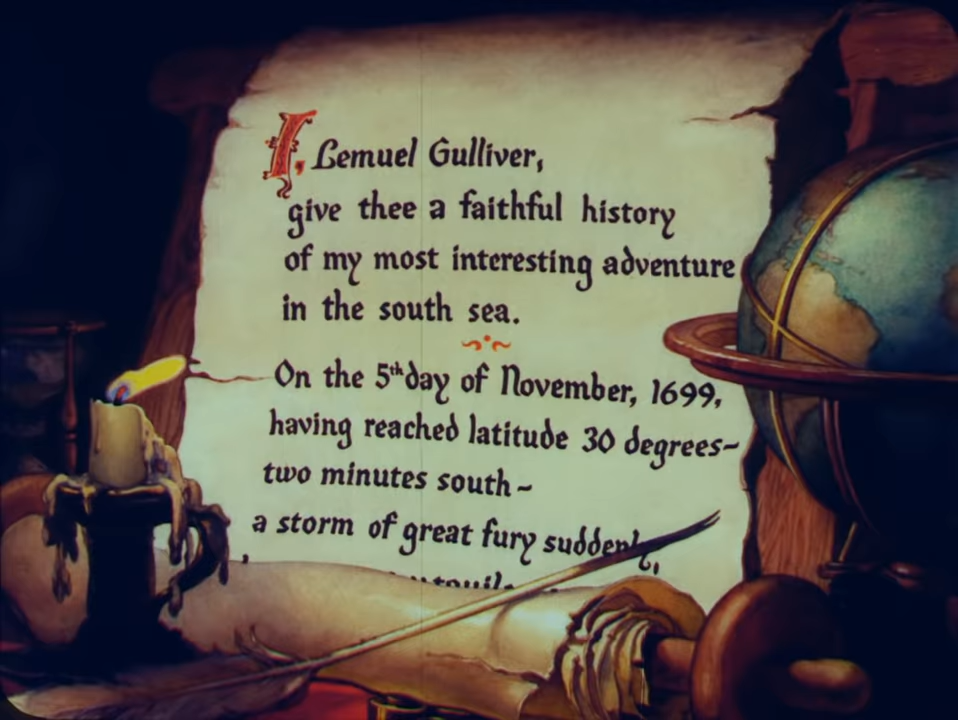 I, Lemuel Gulliver,
give thee a faithful history
of my most interesting adventure
in the south sea.
On the 5th day of November, 1699,
having reached latitude 30 degrees~
two minutes south~
a storm of great fury